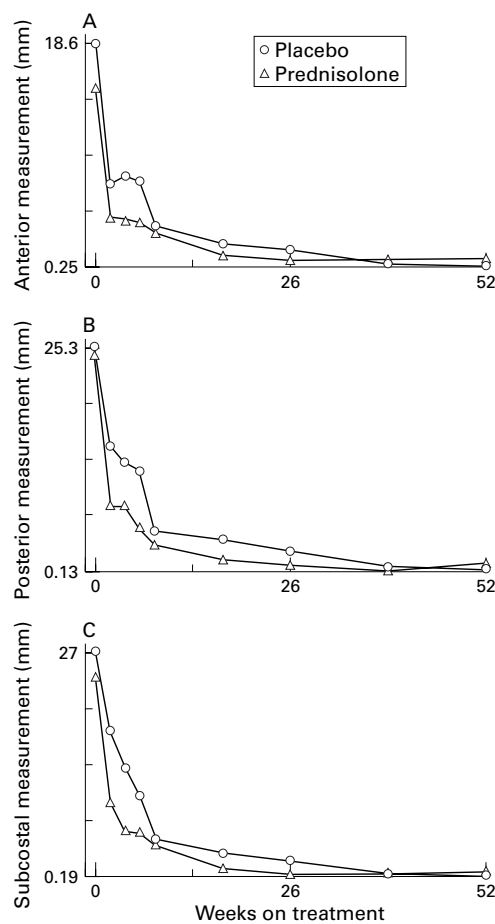 A
18.6
Placebo
Prednisolone
Anterior measurement (mm)
0.25
0
26
52
B
25.3
Posterior measurement (mm)
0.13
0
26
52
C
27
Subcostal measurement (mm)
0.19
0
26
52
Weeks on treatment